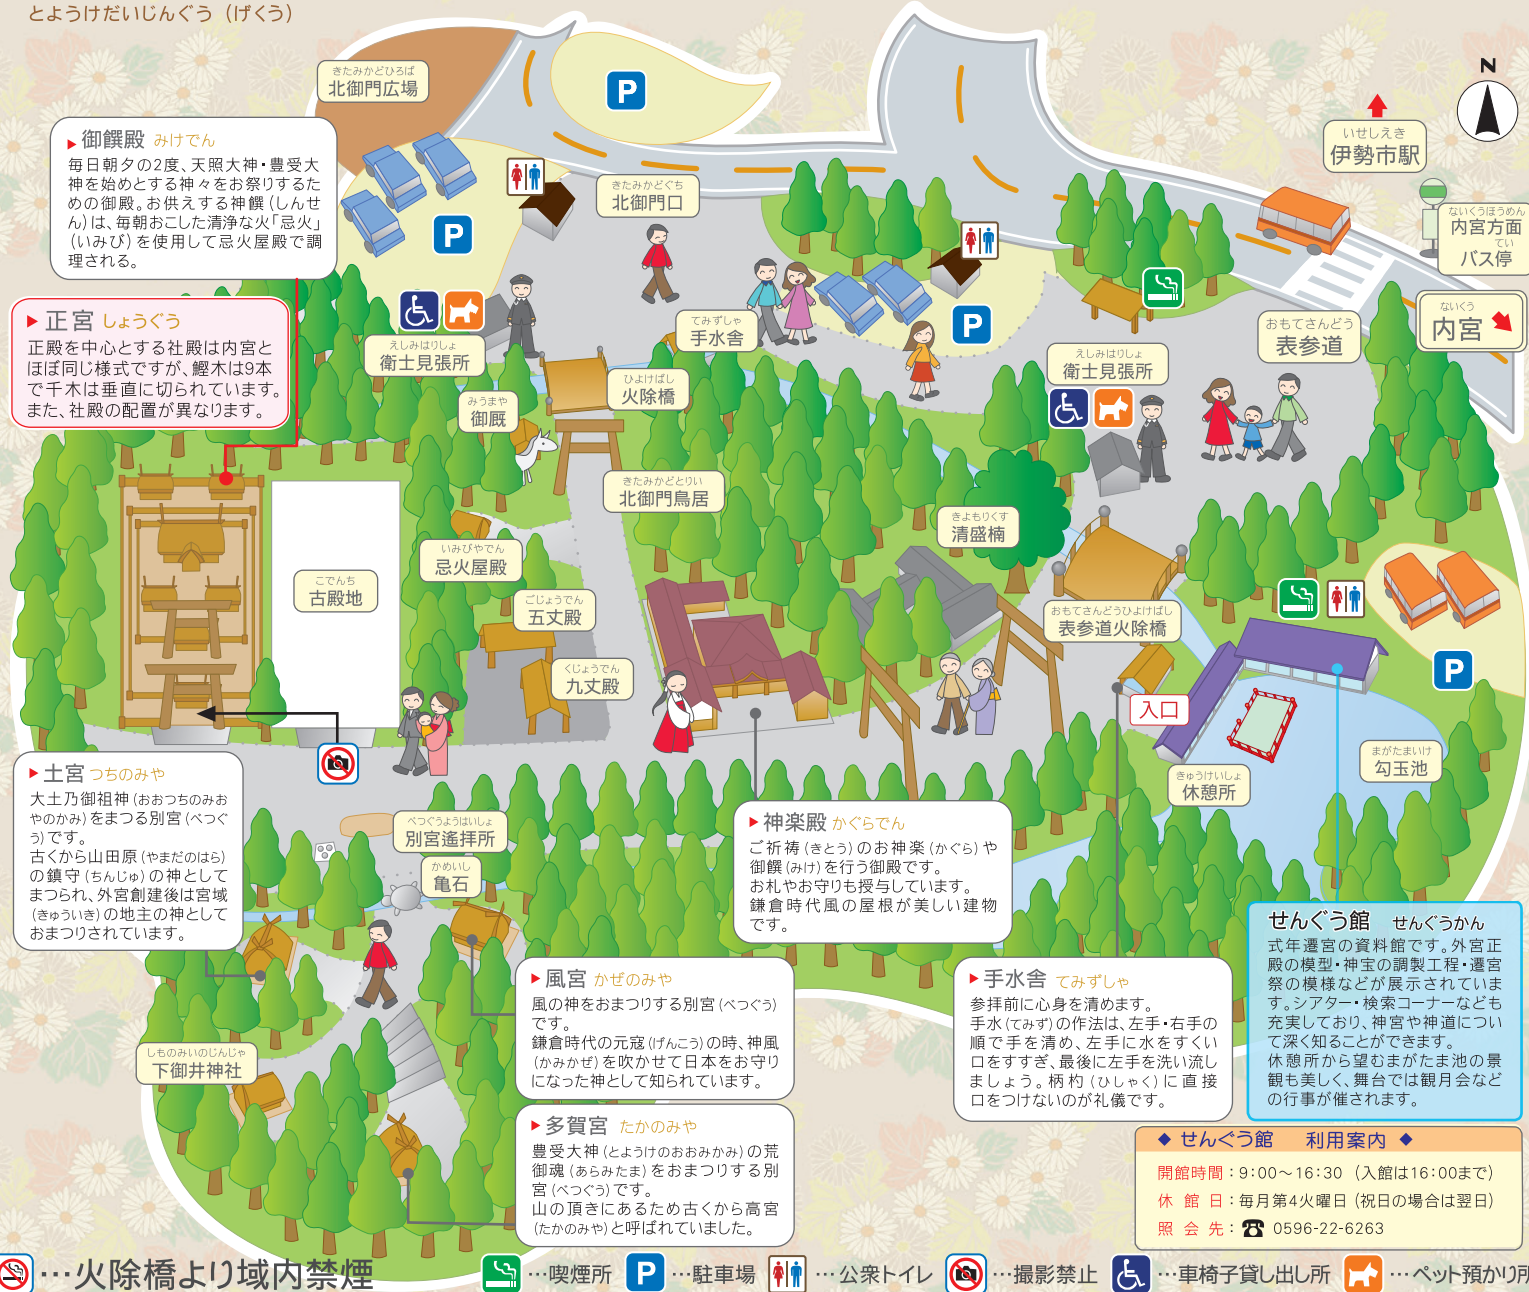 とようけだいじんぐう（げくう）
きたみかどひろば
北御門広場
P
N
いせしえき
伊勢市駅
御饌殿 みけでん
毎日朝夕の2度、天照大神・豊受大
神を始めとする神々をお祭りするた
めの御殿。お供えする神饌(しんせ
ん)は、毎朝おこした清浄な火「忌火」
(いみび)を使用して忌火屋殿で調
理される。
きたみかどぐち
北御門口
P
ないくうほうめん
内宮方面
てい
バス停
正宮 しょうぐう
正殿を中心とする社殿は内宮と
ほぼ同じ様式ですが、鰹木は9本
で千木は垂直に切られています。
また、社殿の配置が異なります。
えしみはりしょ
衛士見張所
てみずしゃ
手水舎
P
おもてさんどう
表参道
ないくう
内宮
ひよけばし
火除橋
えしみはりしょ
衛士見張所
みうまや
御厩
きたみかどとりい
北御門鳥居
きよもりくす
清盛楠
いみびやでん
忌火屋殿
こでんち
古殿地
ごじょうでん
五丈殿
おもてさんどうひよけばし
表参道火除橋
くじょうでん
九丈殿
P
入口
まがたまいけ
勾玉池
きゅうけいしょ
休憩所
土宮 つちのみや
大土乃御祖神(おおつちのみお
やのかみ)をまつる別宮(べつぐ
う)です。
古くから山田原(やまだのはら)
の鎮守(ちんじゅ)の神として
まつられ、外宮創建後は宮域
(きゅういき)の地主の神として
おまつりされています。
べつぐうようはいしょ
別宮遙拝所
かめいし
亀石
神楽殿 かぐらでん
ご祈祷(きとう)のお神楽(かぐら)や
御饌(みけ)を行う御殿です。
お札やお守りも授与しています。
鎌倉時代風の屋根が美しい建物
です。
しものみいのじんじゃ
下御井神社
風宮 かぜのみや
風の神をおまつりする別宮(べつぐう)
です。
鎌倉時代の元寇(げんこう)の時、神風
(かみかぜ)を吹かせて日本をお守り
になった神として知られています。
手水舎 てみずしゃ
参拝前に心身を清めます。
手水(てみず)の作法は、左手・右手の
順で手を清め、左手に水をすくい
口をすすぎ、最後に左手を洗い流し
ましょう。柄杓(ひしゃく)に直接
口をつけないのが礼儀です。
せんぐう館 せんぐうかん
式年遷宮の資料館です。外宮正
殿の模型・神宝の調製工程・遷宮
祭の模様などが展示されていま
す。シアター・検索コーナーなども
充実しており、神宮や神道につい
て深く知ることができます。
休憩所から望むまがたま池の景
観も美しく、舞台では観月会など
の行事が催されます。
多賀宮 たかのみや
豊受大神(とようけのおおみかみ)の荒
御魂(あらみたま)をおまつりする別
宮(べつぐう)です。
山の頂きにあるため古くから高宮
(たかのみや)と呼ばれていました。
◆ せんぐう館 利用案内 ◆
開館時間：9:00〜16:30（入館は16:00まで）
休館日：毎月第4火曜日（祝日の場合は翌日）
照会先：☎ 0596-22-6263
…火除橋より域内禁煙
…喫煙所 P…駐車場 …公衆トイレ …撮影禁止 …車椅子貸し出し所 …ペット預かり所